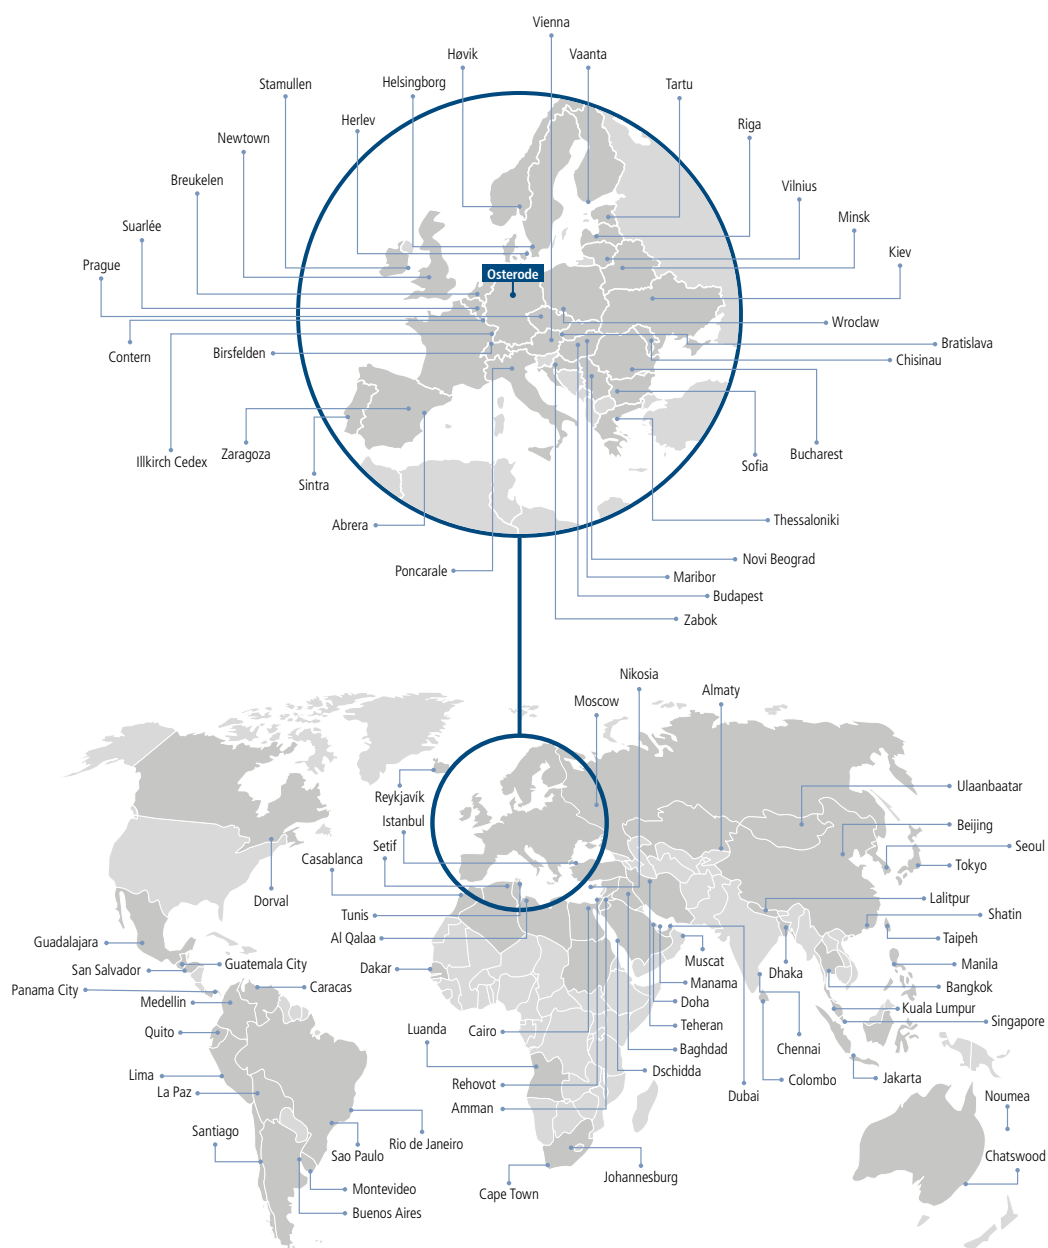 Vienna
Høvik
Vaanta
Stamullen
Helsingborg
Tartu
Herlev
Riga
Newtown
Breukelen
Vilnius
Suarlée
Minsk
Prague
Kiev
Osterode
Wroclaw
Contern
Birsfelden
Bratislava
Chisinau
Illkirch Cedex
Zaragoza
Sofia
Bucharest
Sintra
Abrera
Thessaloniki
Poncarale
Novi Beograd
Maribor
Budapest
Zabok
Nikosia
Moscow
Almaty
Reykjavík
Ulaanbaatar
Istanbul
Beijing
Setif
Seoul
Casablanca
Tokyo
Dorval
Lalitpur
Tunis
Shatin
Al Qalaa
Taipeh
Guadalajara
Guatemala City
Muscat
Manila
San Salvador
Dakar
Dhaka
Panama City
Caracas
Manama
Bangkok
Medellin
Doha
Kuala Lumpur
Quito
Luanda
Cairo
Teheran
Singapore
Baghdad
Chennai
Lima
Dschidda
La Paz
Rehovot
Colombo
Jakarta
Amman
Dubai
Noumea
Santiago
Rio de Janeiro
Sao Paulo
Chatswood
Johannesburg
Montevideo
Cape Town
Buenos Aires